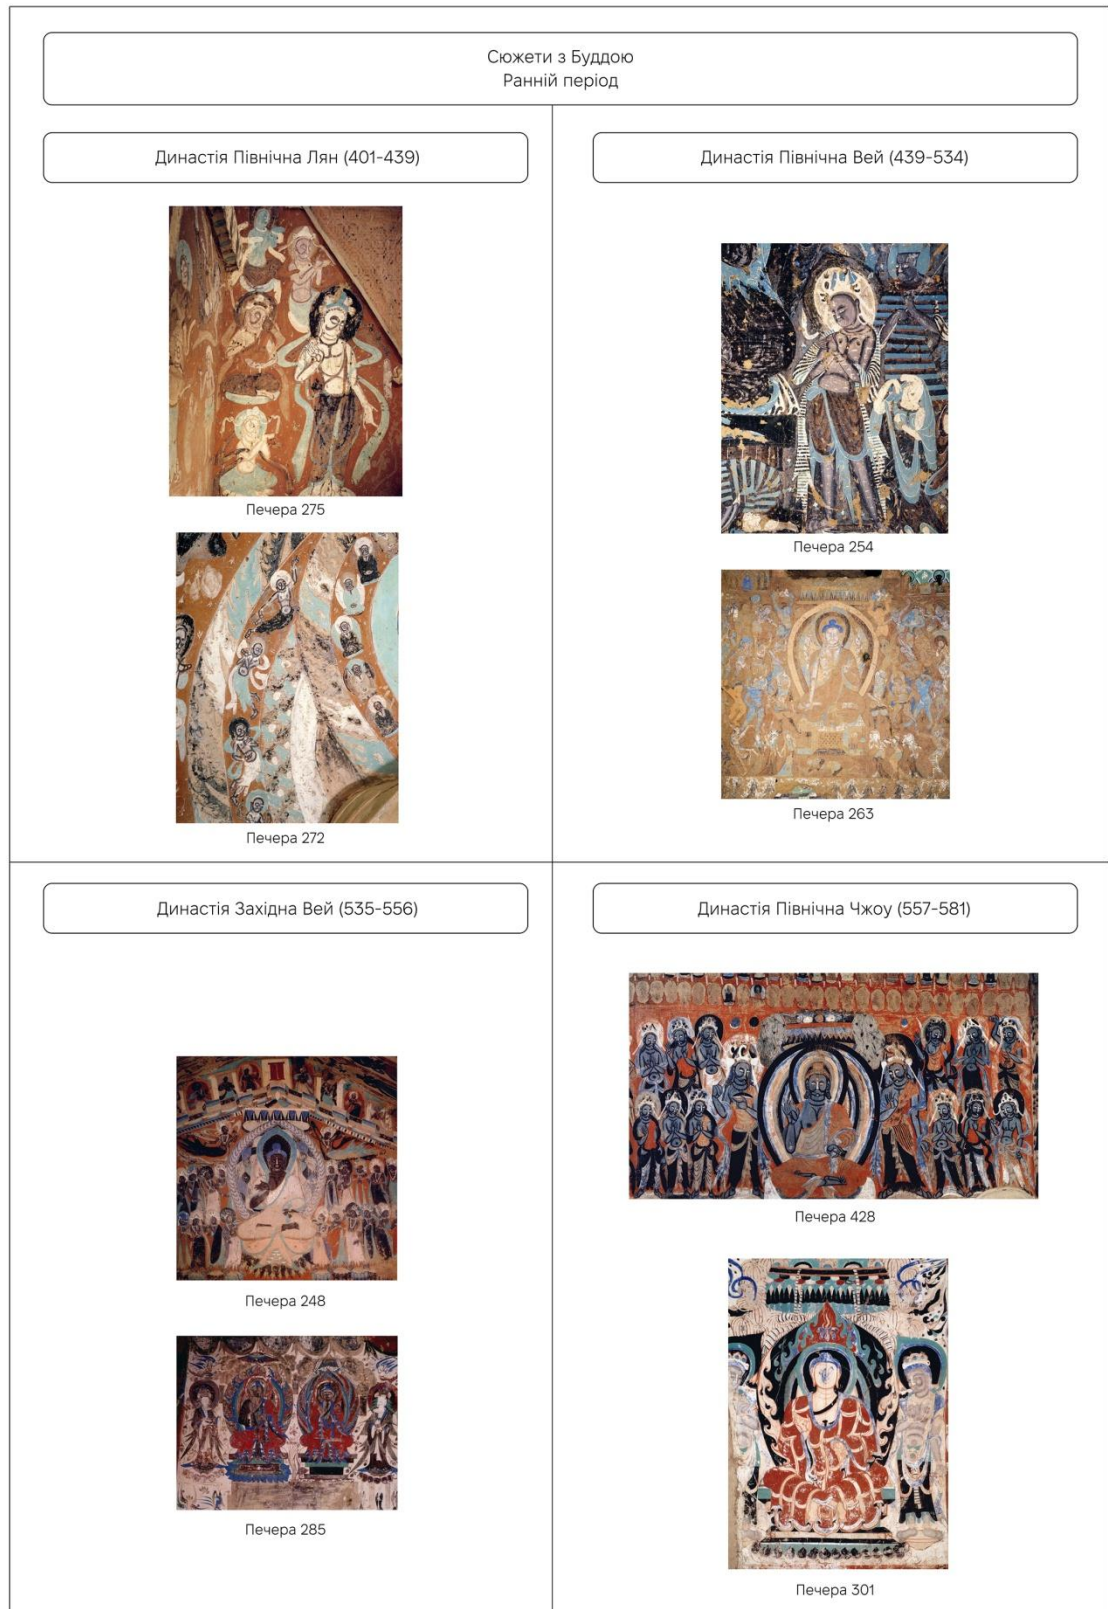 Сюжети з Буддою
Ранній період
Династія Північна Лян (401-439)
Династія Північна Вей (439-534)
Печера 275
Печера 254
Печера 272
Печера 263
Династія Західна Вей (535-556)
Династія Північна Чжоу (557-581)
Печера 248
Печера 428
Печера 285
Печера 301